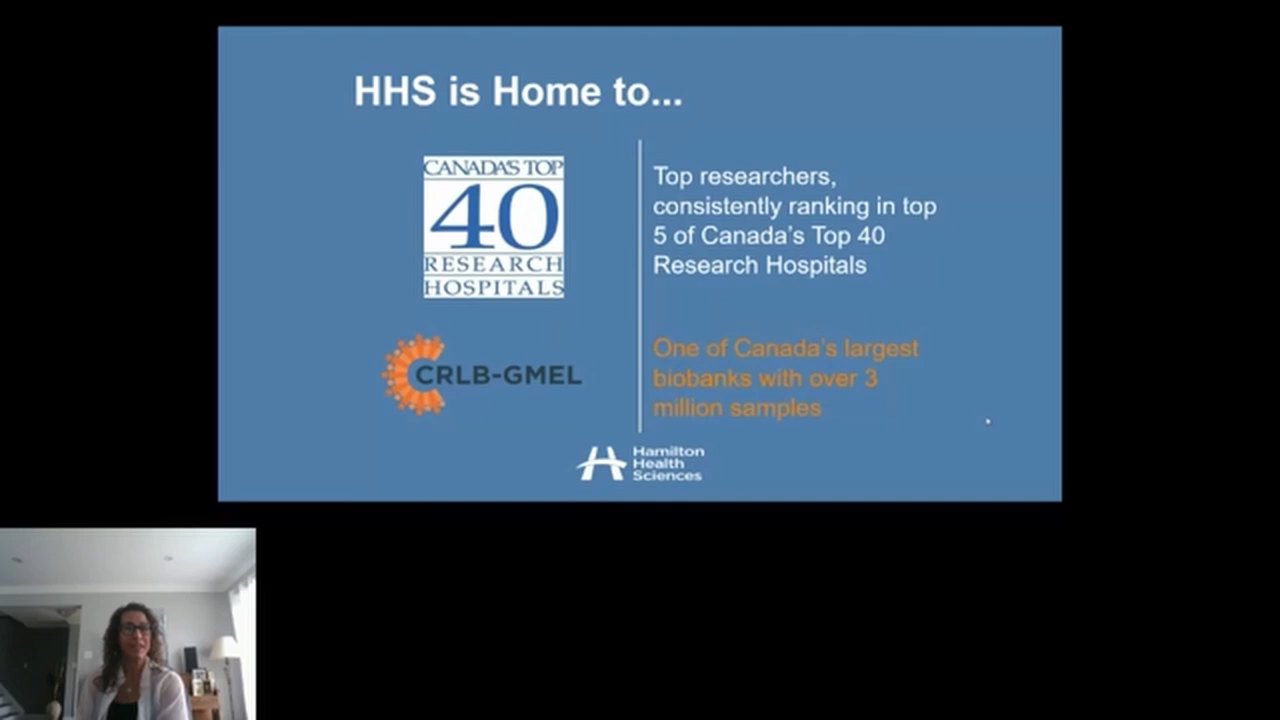 HHS is Home to...
CANADA'S TOP
40
RESEARCH
HOSPITALS
Top researchers,
consistently ranking in top
5 of Canada's Top 40
Research Hospitals
CRLB-GMEL
One of Canada's largest
biobanks with over 3
million samples
Hamilton
Health
Sciences